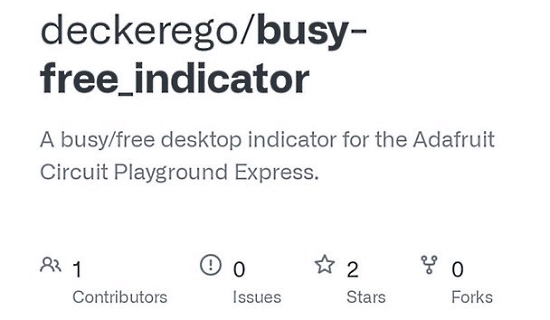 deckerego/busy-
free_indicator
A busy/free desktop indicator for the Adafruit
Circuit Playground Express.
1 0 2 0
Contributors Issues Stars Forks